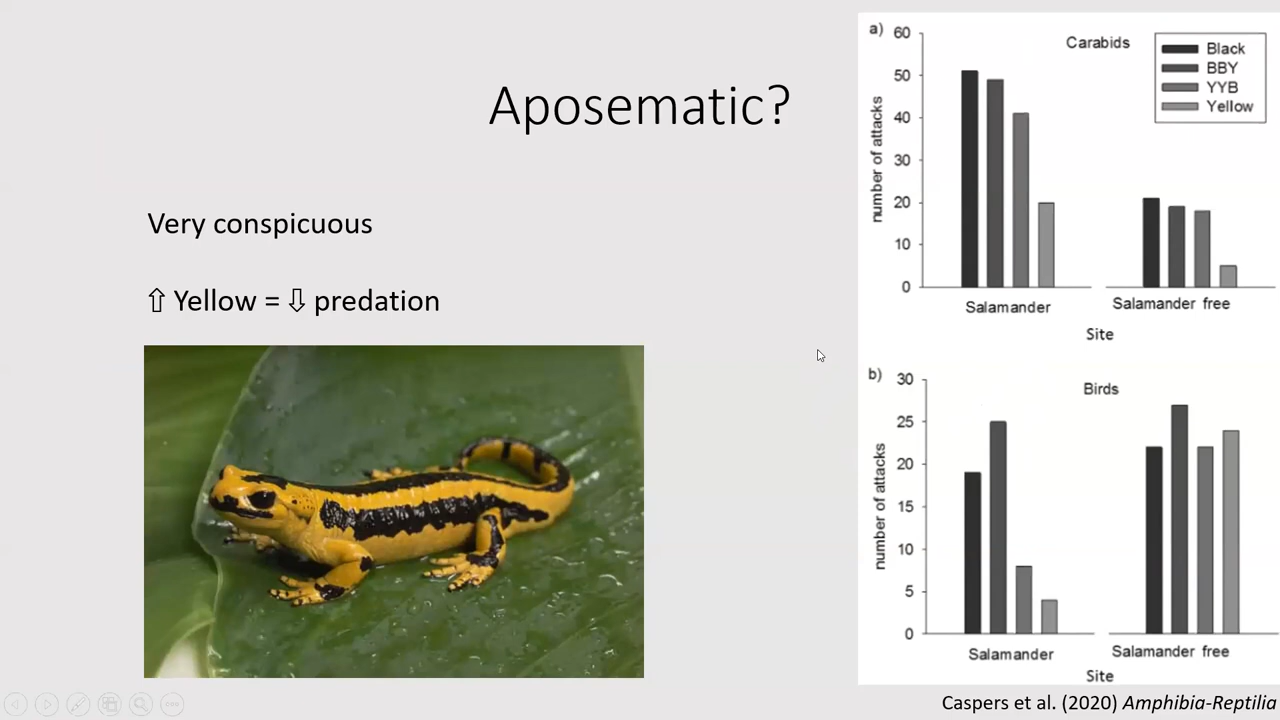 Aposematic?
Very conspicuous
⇧ Yellow = ⇩ predation
a)
Carabids
Black
BBY
YYB
Yellow
number of attacks
60
50
40
30
20
10
0
Salamander
Salamander free
Site
b)
Birds
number of attacks
30
25
20
15
10
5
0
Salamander
Salamander free
Site
Caspers et al. (2020) Amphibia-Reptilia